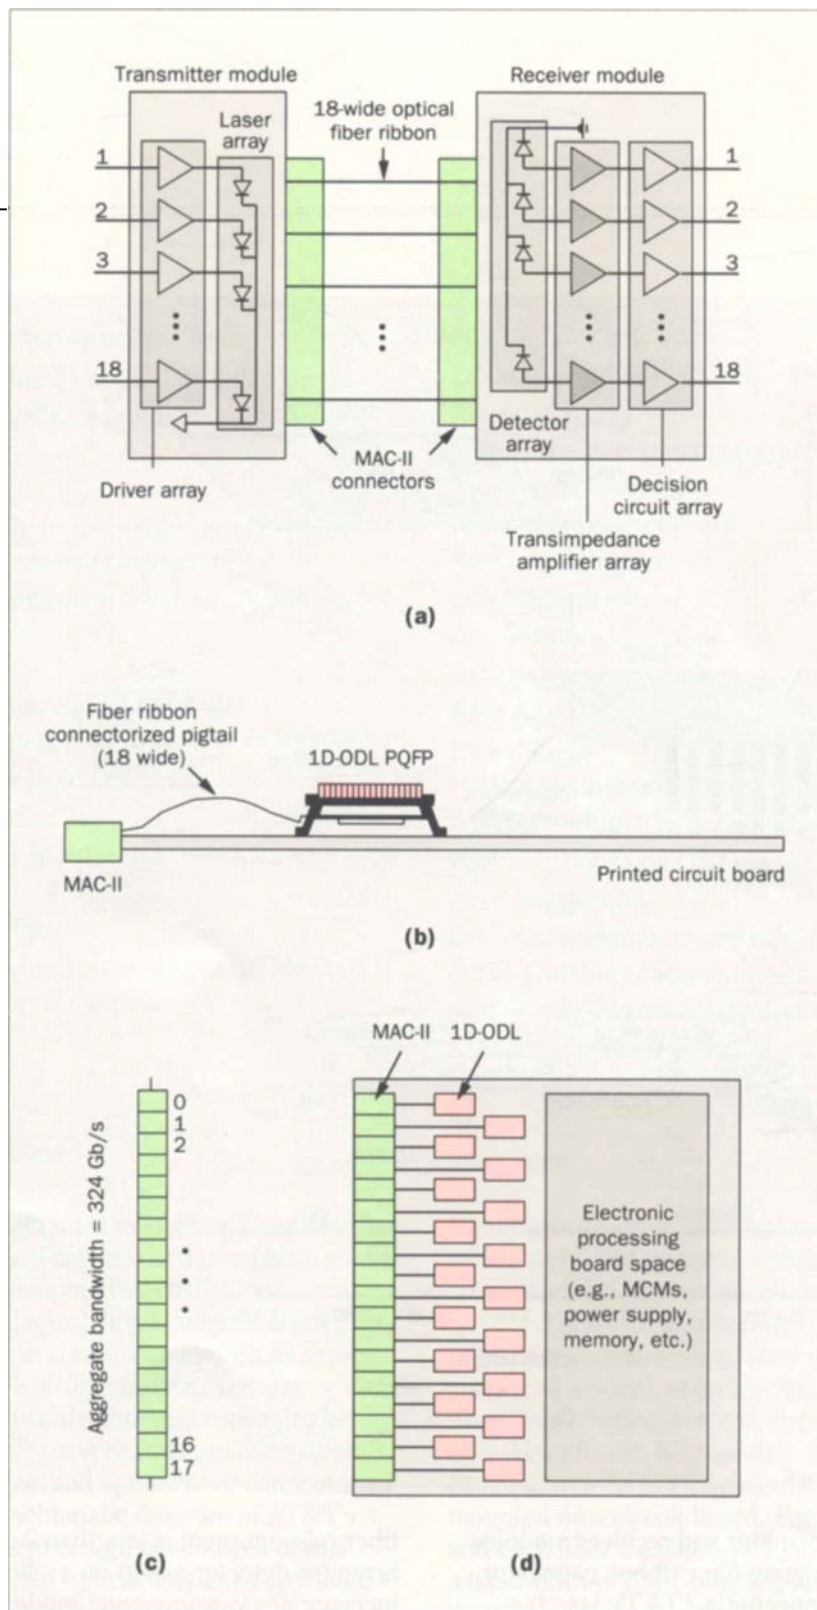 Transmitter module
Receiver module
Laser
array
18-wide optical
fiber ribbon
1
2
3
18
1
2
3
18
Driver array
MAC-II
connectors
Detector
array
Decision
circuit array
Transimpedance
amplifier array
(a)
Fiber ribbon
connectorized pigtail
(18 wide)
1D-ODL PQFP
MAC-II
Printed circuit board
(b)
MAC-II
1D-ODL
Aggregate bandwidth = 324 Gb/s
0
1
2
16
17
Electronic
processing
board space
(e.g., MCMs,
power supply,
memory, etc.)
(c)
(d)